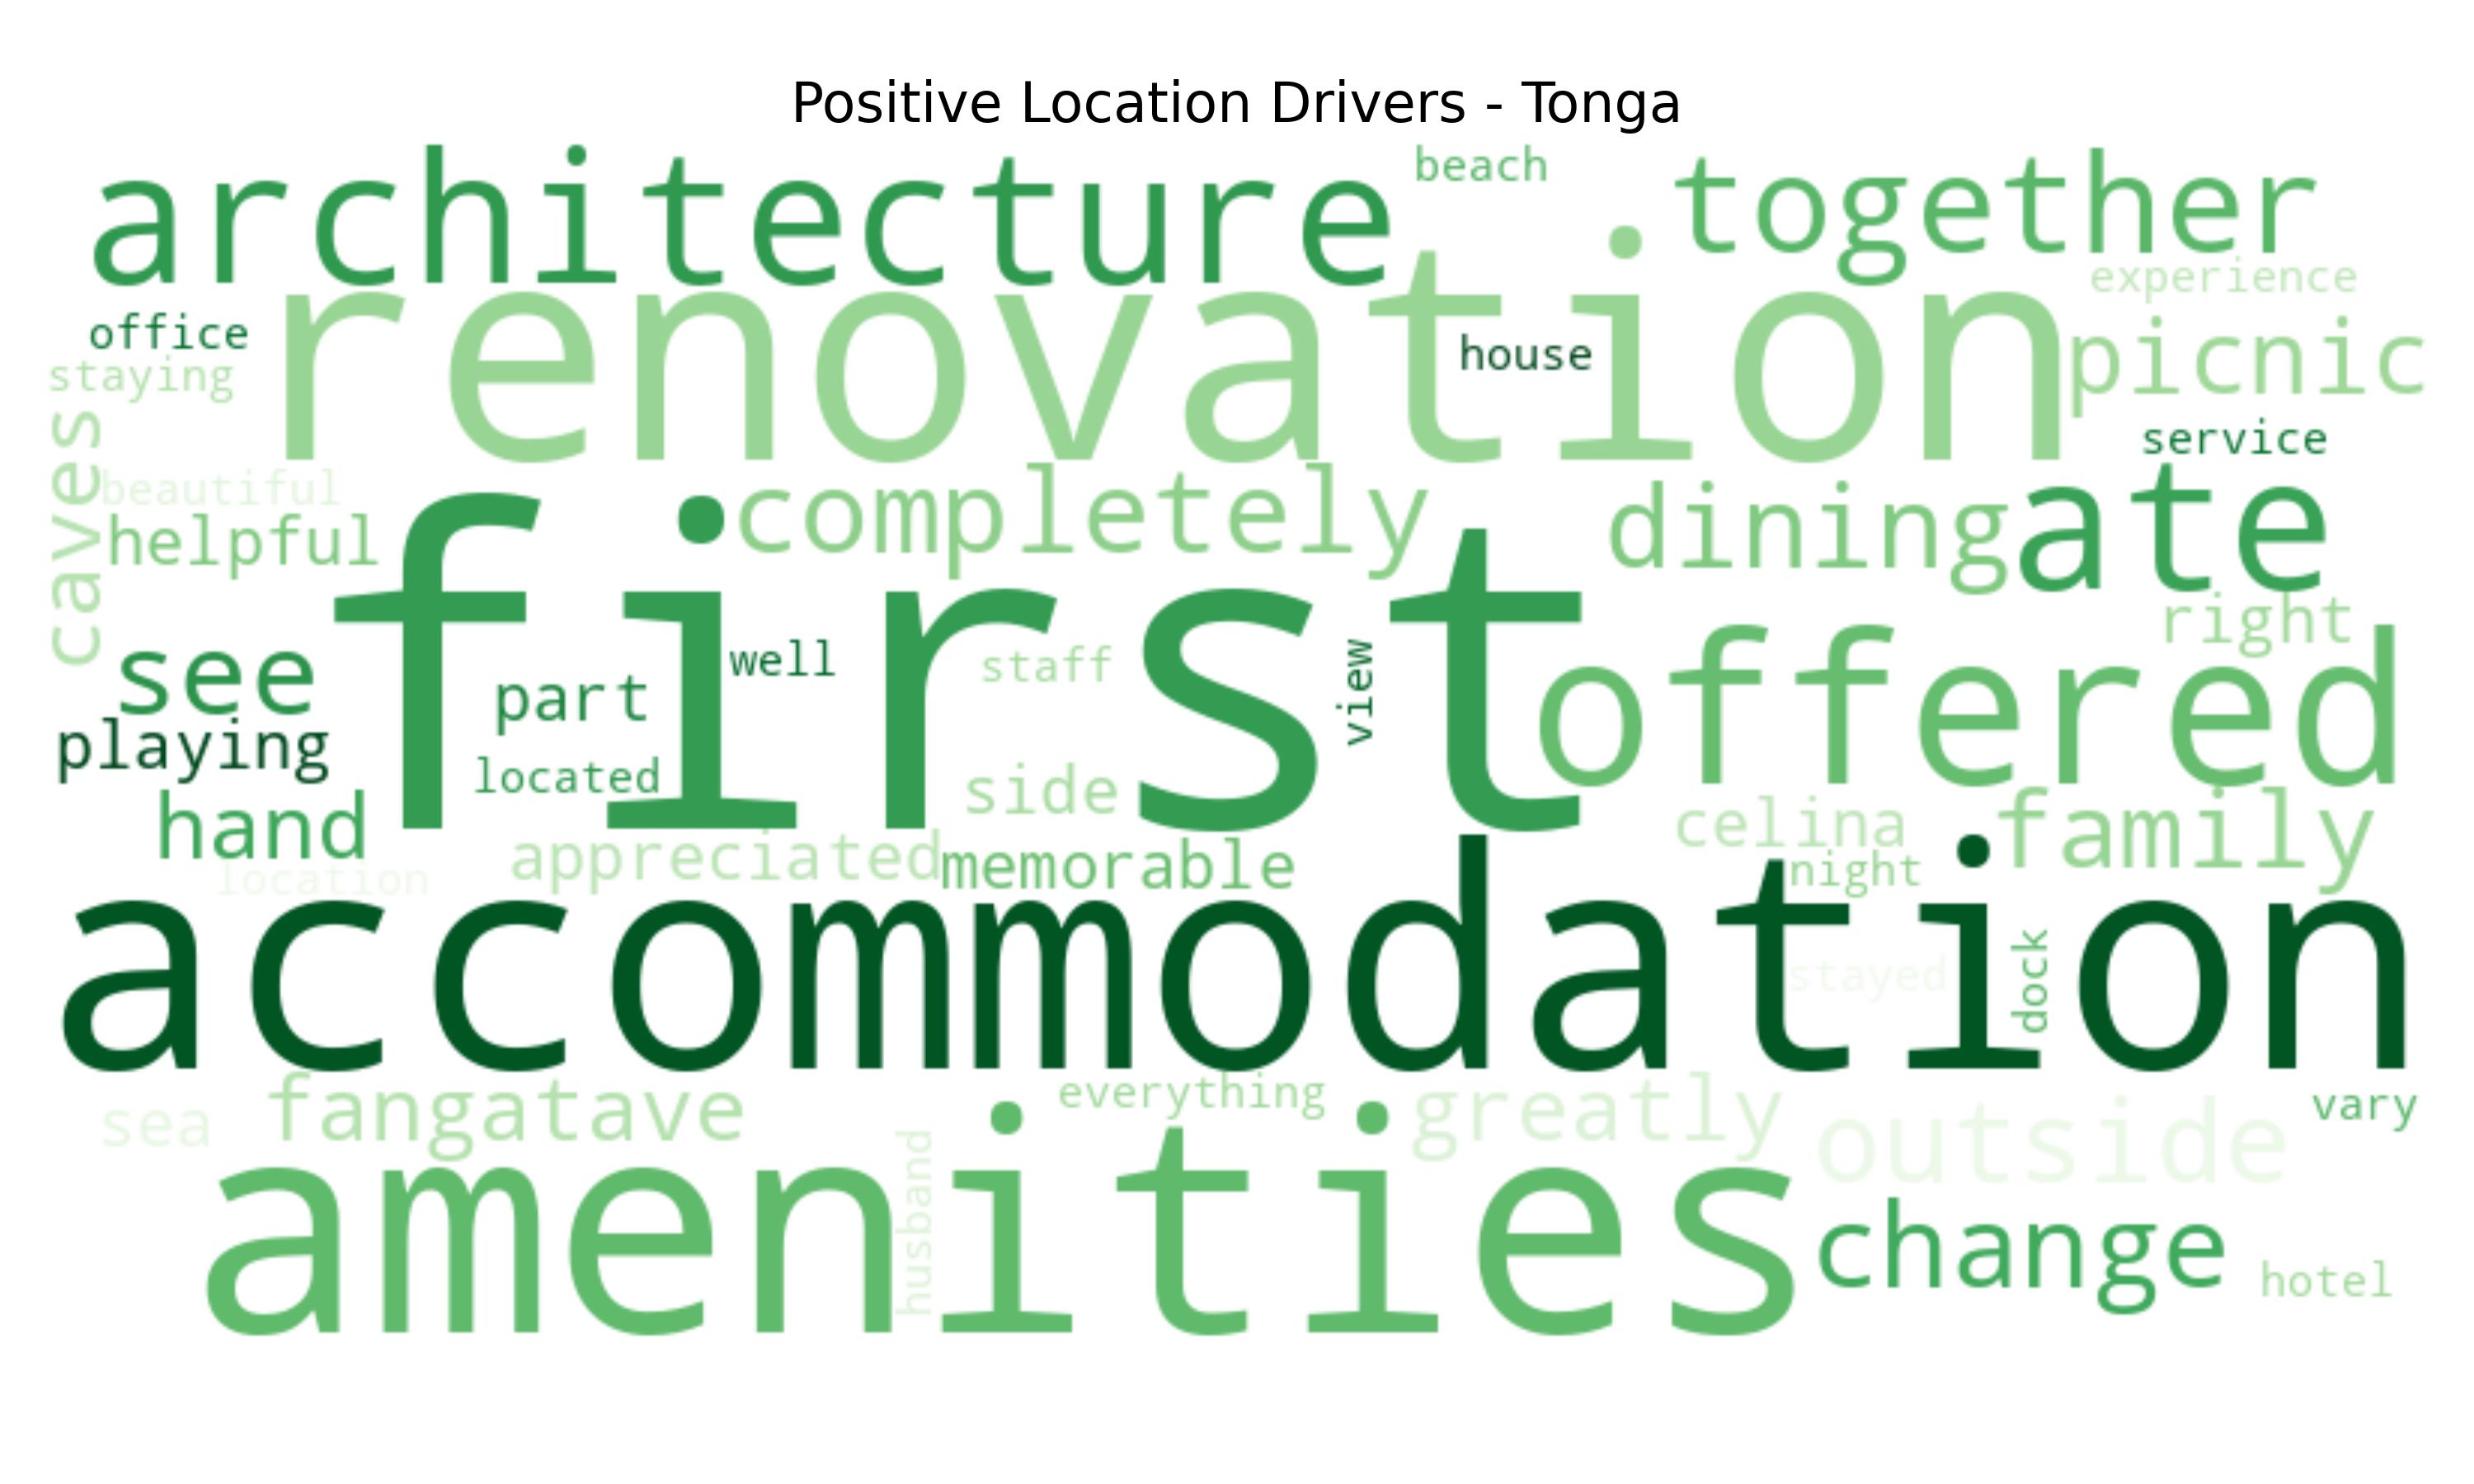 Positive Location Drivers - Tonga
architecture
beach
together
experience
renovation
office
house
picnic
staying
service
caves
beautiful
completely
dining
ate
helpful
first
right
see
well
staff
view
offered
part
playing
located
side
hand
celina
family
appreciated
memorable
night
location
accommodation
stayed
dock
fangatave
everything
greatly
sea
outside
vary
husband
amenities
change
hotel